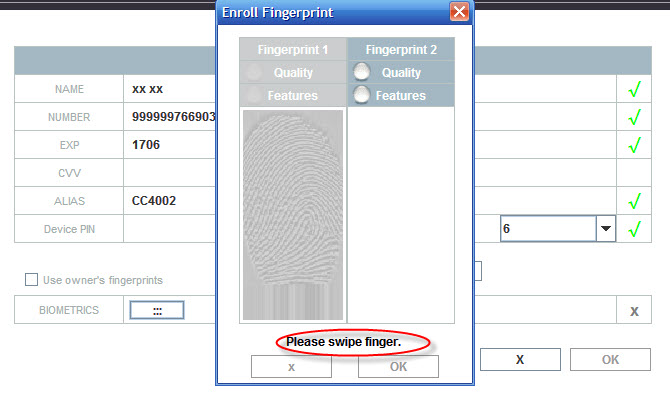 Enroll Fingerprint
Fingerprint 1 Fingerprint 2
Quality Quality
Features Features
NAME xx xx √
NUMBER 999999766903 √
EXP 1706 √
CVV
ALIAS CC4002 √
Device PIN 6 √
Use owner's fingerprints
BIOMETRICS ::: x
Please swipe finger.
x OK
X OK